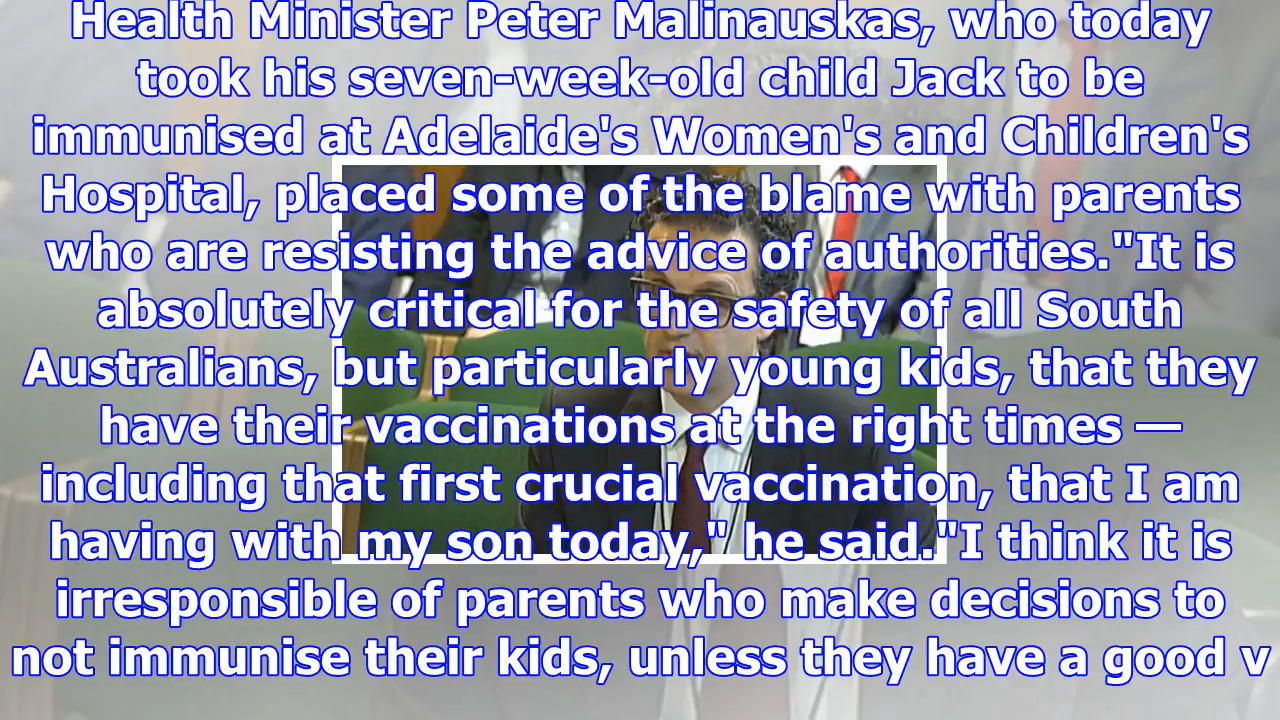 Health Minister Peter Malinauskas, who today
took his seven-week-old child Jack to be
immunised at Adelaide's Women's and Children's
Hospital, placed some of the blame with parents
who are resisting the advice of authorities."It is
absolutely critical for the safety of all South
Australians, but particularly young kids, that they
have their vaccinations at the right times —
including that first crucial vaccination, that I am
having with my son today," he said."I think it is
irresponsible of parents who make decisions to
not immunise their kids, unless they have a good v